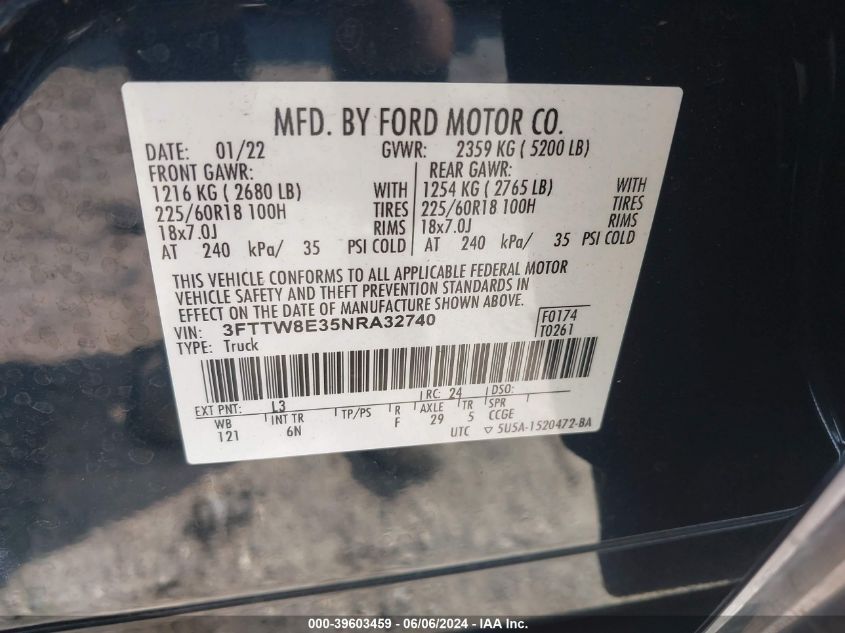 MFD. BY FORD MOTOR CO.
DATE: 01/22 GVWR: 2359 KG ( 5200 LB)
FRONT GAWR: REAR GAWR:
1216 KG ( 2680 LB) WITH 1254 KG ( 2765 LB) WITH
225/60R18 100H TIRES 225/60R18 100H TIRES
18x7.0J RIMS 18x7.0J RIMS
AT 240 kPa/ 35 PSI COLD AT 240 kPa/ 35 PSI COLD
THIS VEHICLE CONFORMS TO ALL APPLICABLE FEDERAL MOTOR
VEHICLE SAFETY AND THEFT PREVENTION STANDARDS IN
EFFECT ON THE DATE OF MANUFACTURE SHOWN ABOVE.
VIN: 3FTTW8E35NRA32740 F0174
TYPE: Truck T0261
EXT PNT: L3 RC: 24 DSO:
WB INT TR TP/PS R AXLE TR SPR
121 6N F 29 5 CCGE
UTC ▽ 5U5A-1520472-BA
000-39603459 - 06/06/2024 - IAA Inc.